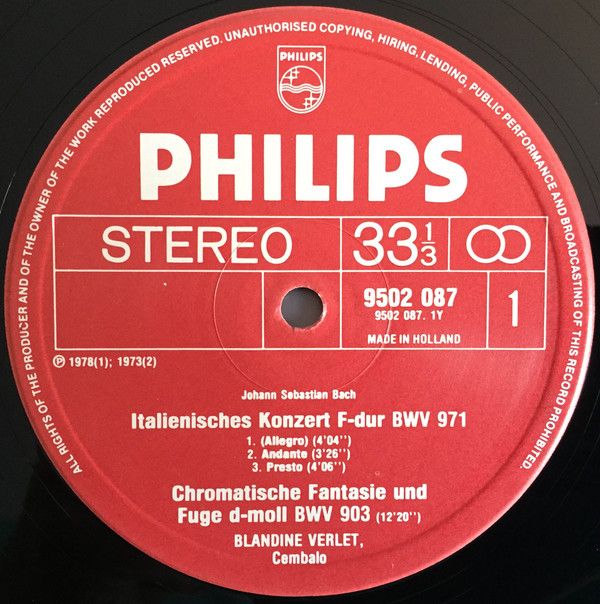 ALL RIGHTS OF THE PRODUCER AND OF THE OWNER OF THE WORK REPRODUCED RESERVED. UNAUTHORISED COPYING, HIRING, LENDING, PUBLIC PERFORMANCE AND BROADCASTING OF THIS RECORD PROHIBITED.
PHILIPS
PHILIPS
STEREO 33 1/3
9502 087
9502 087. 1Y
1
MADE IN HOLLAND
Ⓟ 1978(1); 1973(2)
Johann Sebastian Bach
Italienisches Konzert F-dur BWV 971
1. (Allegro) (4'04'')
2. Andante (3'26'')
3. Presto (4'06'')
Chromatische Fantasie und
Fuge d-moll BWV 903 (12'20'')
BLANDINE VERLET,
Cembalo